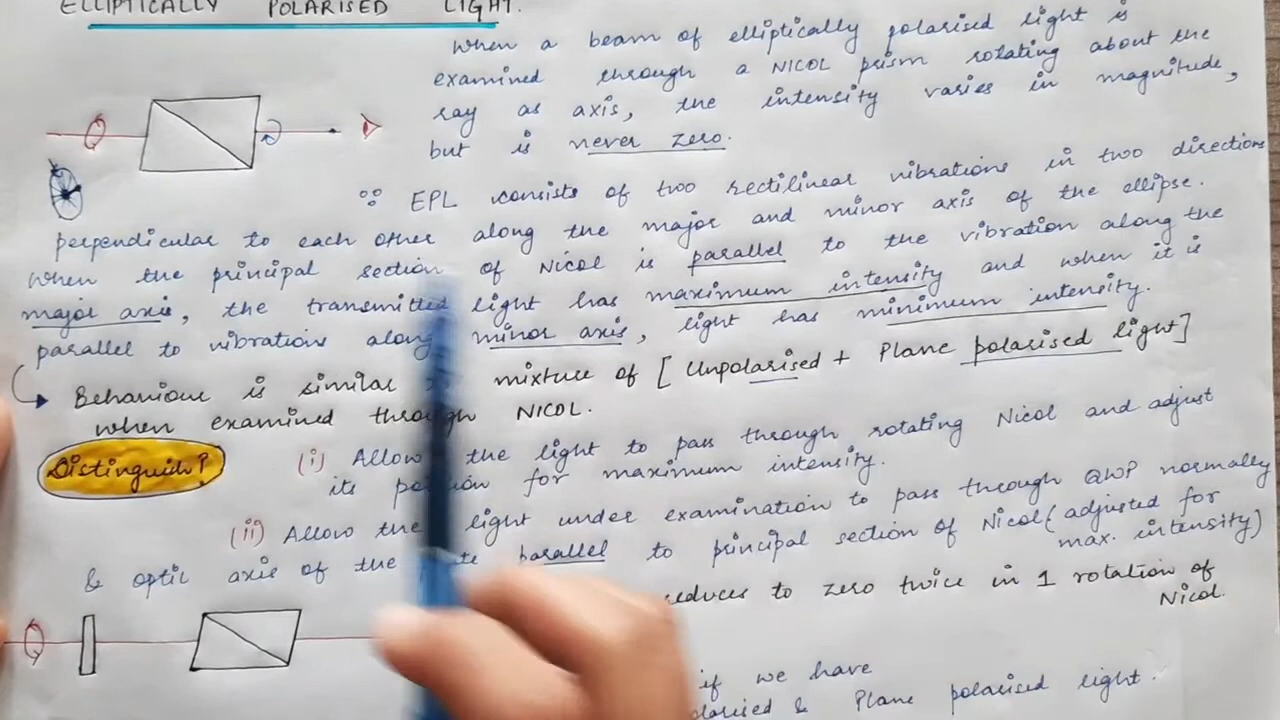 ELLIPTICALLY POLARISED LIGHT.
When a beam of elliptically polarised light is
examined through a NICOL prism rotating about the
ray as axis, the intensity varies in magnitude,
but is never zero.
∵ EPL consists of two rectilinear vibrations in two directions
perpendicular to each other along the major and minor axis of the ellipse.
When the principal section of Nicol is parallel to the vibration along the
major axis, the transmitted light has maximum intensity and when it is
parallel to vibrations along minor axis, light has minimum intensity.
Behaviour is similar mixture of [Unpolarised + Plane polarised light]
when examined through NICOL.
Distinguish?
(i) Allow the light to pass through rotating Nicol and adjust
its position for maximum intensity.
(ii) Allow the light under examination to pass through QWP normally
& optic axis of the parallel to principal section of Nicol (adjusted for
max. intensity)
reduces to zero twice in 1 rotation of
Nicol.
if we have
& Plane polarised light.